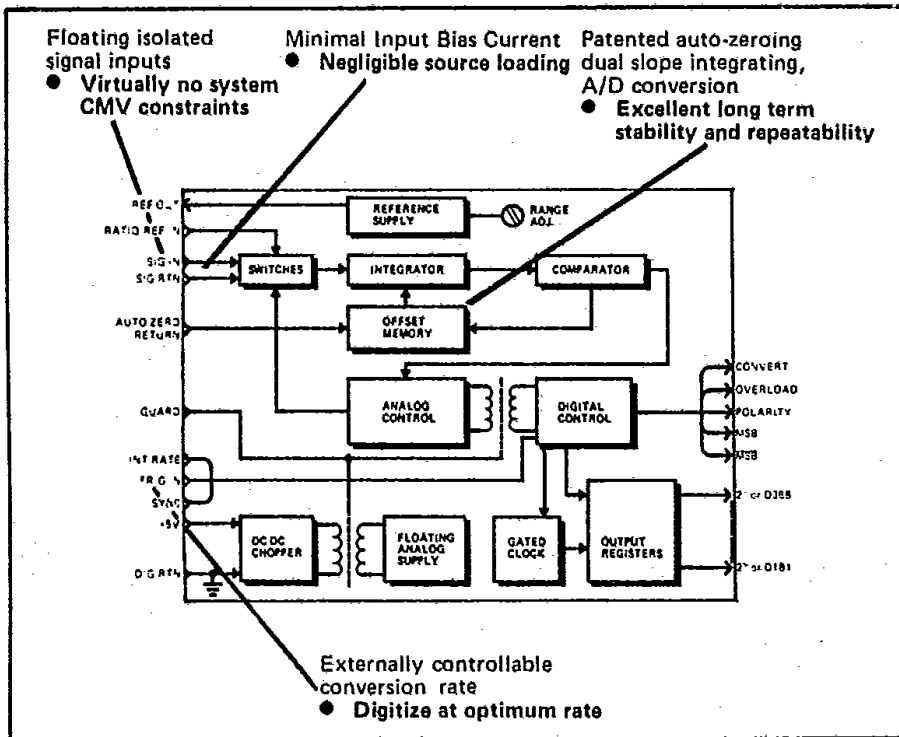 Floating isolated
signal inputs
● Virtually no system
CMV constraints
Minimal Input Bias Current
● Negligible source loading
Patented auto-zeroing
dual slope integrating,
A/D conversion
● Excellent long term
stability and repeatability
REF OUT
RATIO REF IN
SIG IN
SIG RTN
AUTO ZERO
RETURN
GUARD
INT RATE
TRIG IN
SYNC
+5V
DIG RTN
REFERENCE
SUPPLY
RANGE
ADJ.
SWITCHES
INTEGRATOR
COMPARATOR
OFFSET
MEMORY
ANALOG
CONTROL
DIGITAL
CONTROL
DC DC
CHOPPER
FLOATING
ANALOG
SUPPLY
GATED
CLOCK
OUTPUT
REGISTERS
CONVERT
OVERLOAD
POLARITY
MSB
MSB
Externally controllable
conversion rate
● Digitize at optimum rate